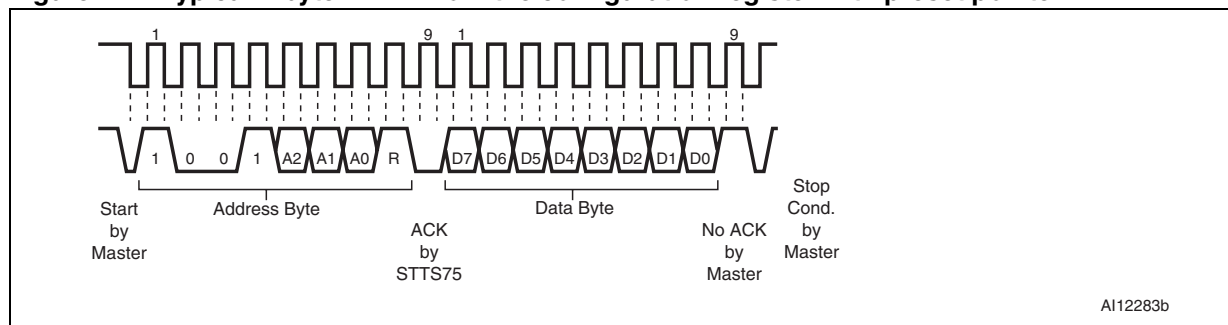 1 9 1 9
1 0 0 1 A2 A1 A0 R D7 D6 D5 D4 D3 D2 D1 D0
Start
by
Master
Address Byte
ACK
by
STTS75
Data Byte
No ACK
by
Master
Stop
Cond.
by
Master
AI12283b